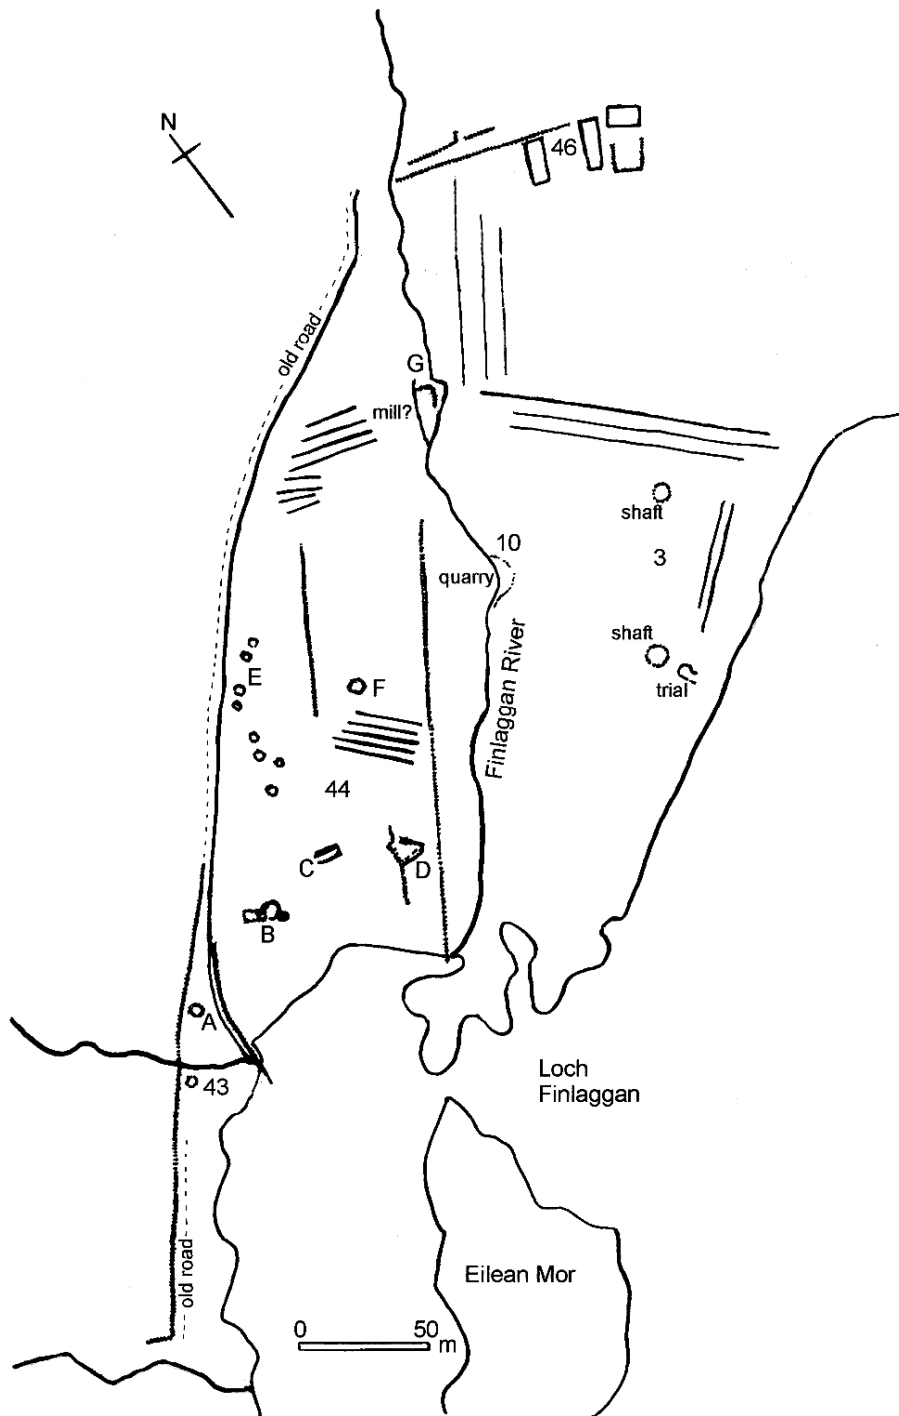 N
46
old road
G
mill?
shaft
10
3
quarry
shaft
E
F
trial
Finlaggan River
44
C
D
B
A
43
Loch
Finlaggan
old road
Eilean Mor
0 50 m